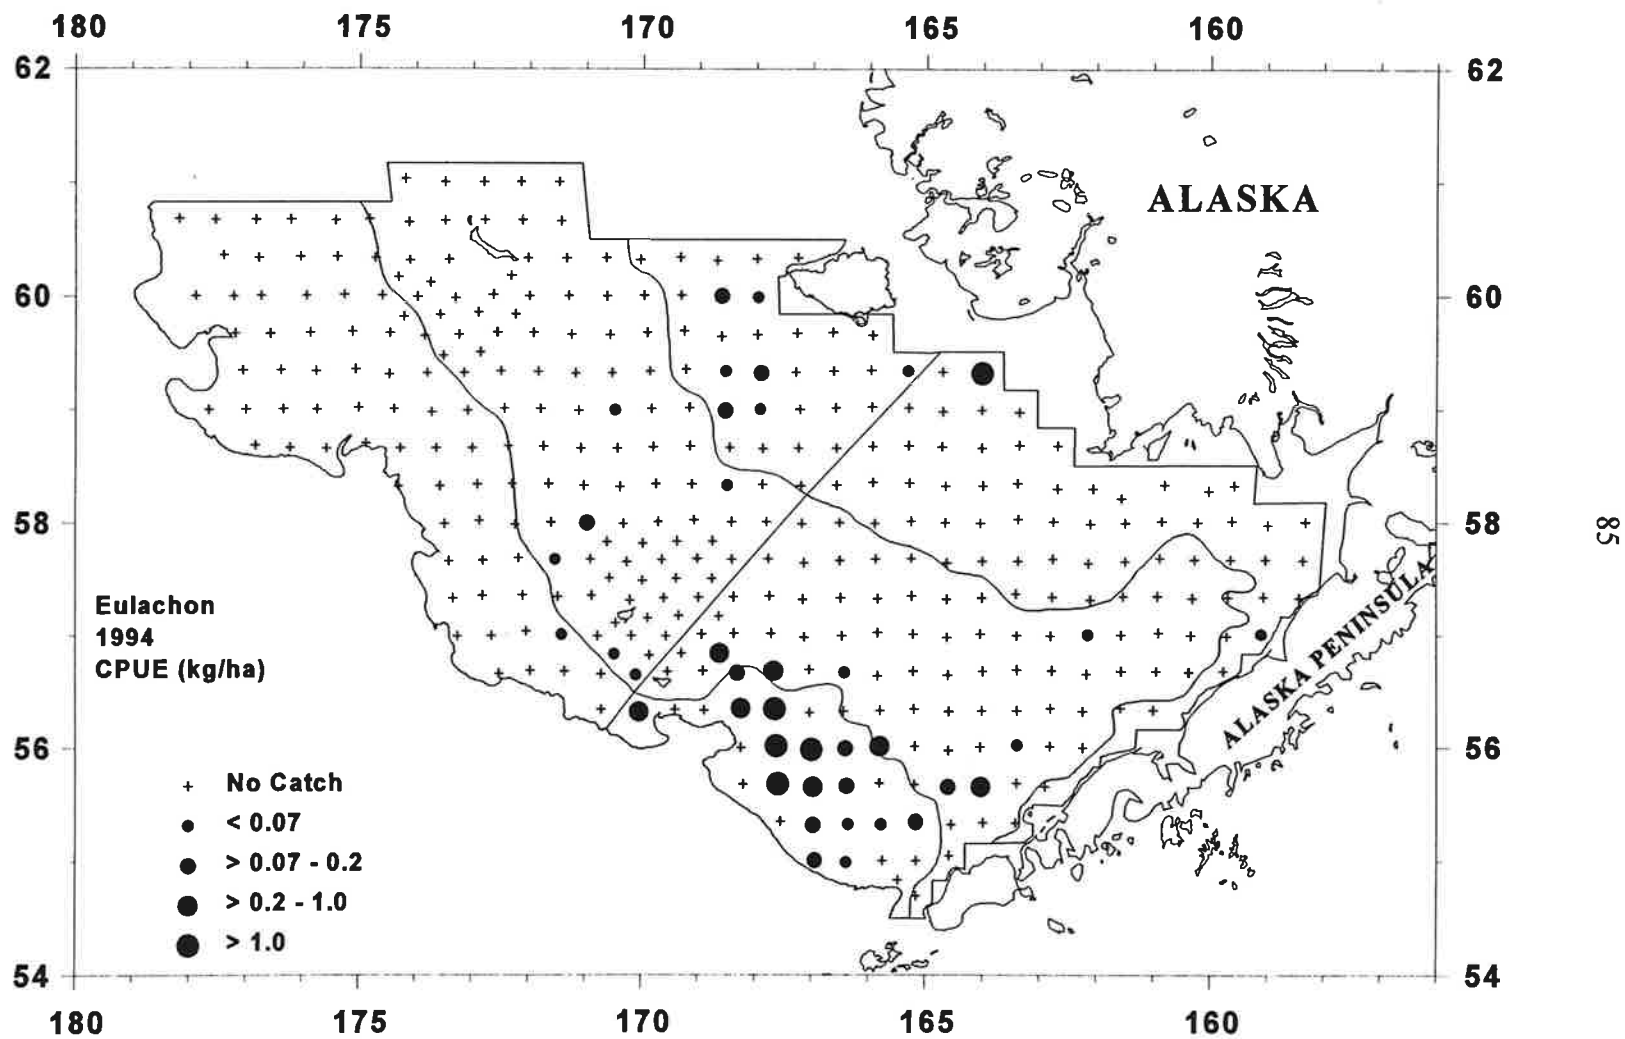 180 175 170 165 160
62 62
ALASKA
60 60
58 58
85
Eulachon
1994
CPUE (kg/ha)
ALASKA PENINSULA
56 56
+ No Catch
< 0.07
> 0.07 - 0.2
> 0.2 - 1.0
> 1.0
54 54
180 175 170 165 160